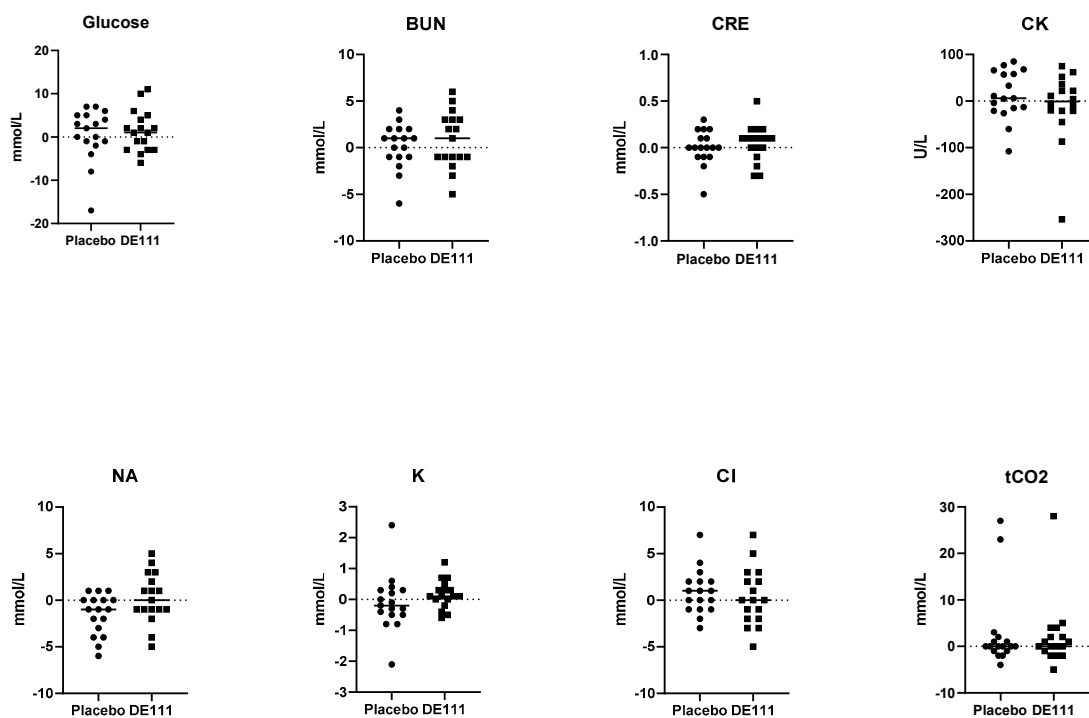 Glucose
mmol/L
20
10
0
-10
-20
Placebo DE111
BUN
mmol/L
10
5
0
-5
-10
Placebo DE111
CRE
mmol/L
1.0
0.5
0.0
-0.5
-1.0
Placebo DE111
CK
U/L
100
0
-100
-200
-300
Placebo DE111
NA
mmol/L
10
5
0
-5
-10
Placebo DE111
K
mmol/L
3
2
1
0
-1
-2
-3
Placebo DE111
CI
mmol/L
10
5
0
-5
-10
Placebo DE111
tCO2
mmol/L
30
20
10
0
-10
Placebo DE111